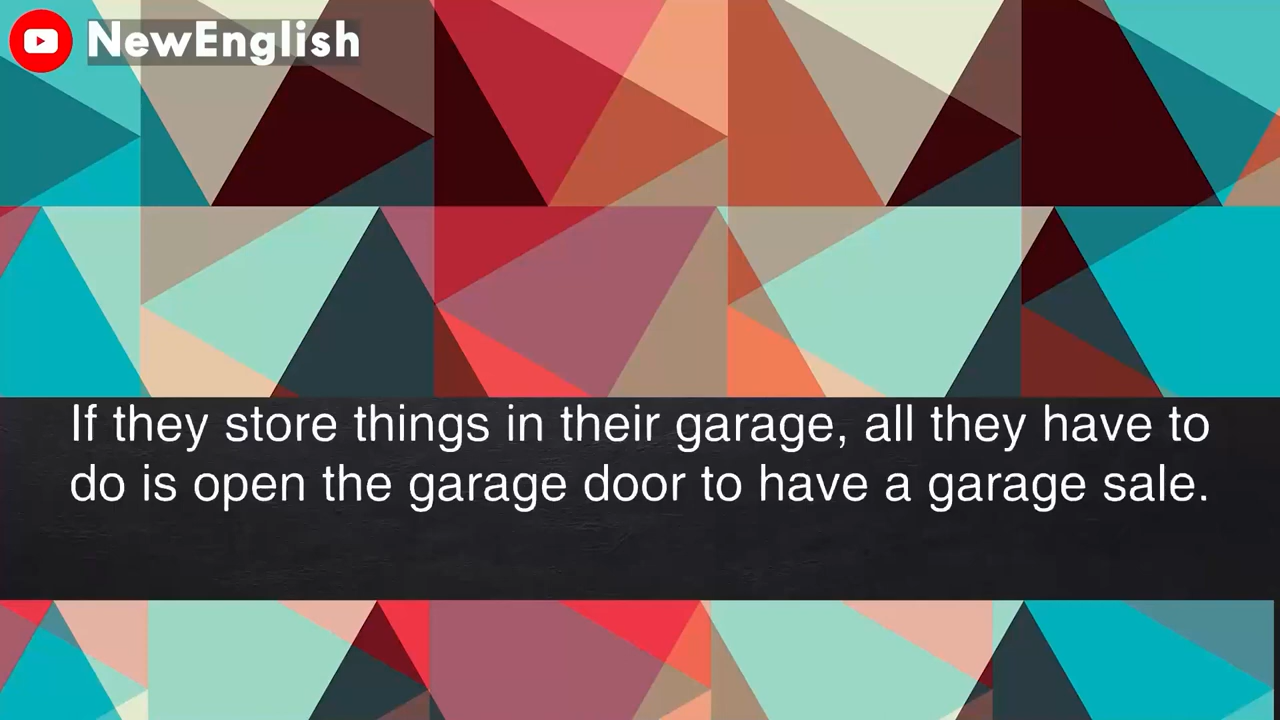 NewEnglish
If they store things in their garage, all they have to
do is open the garage door to have a garage sale.